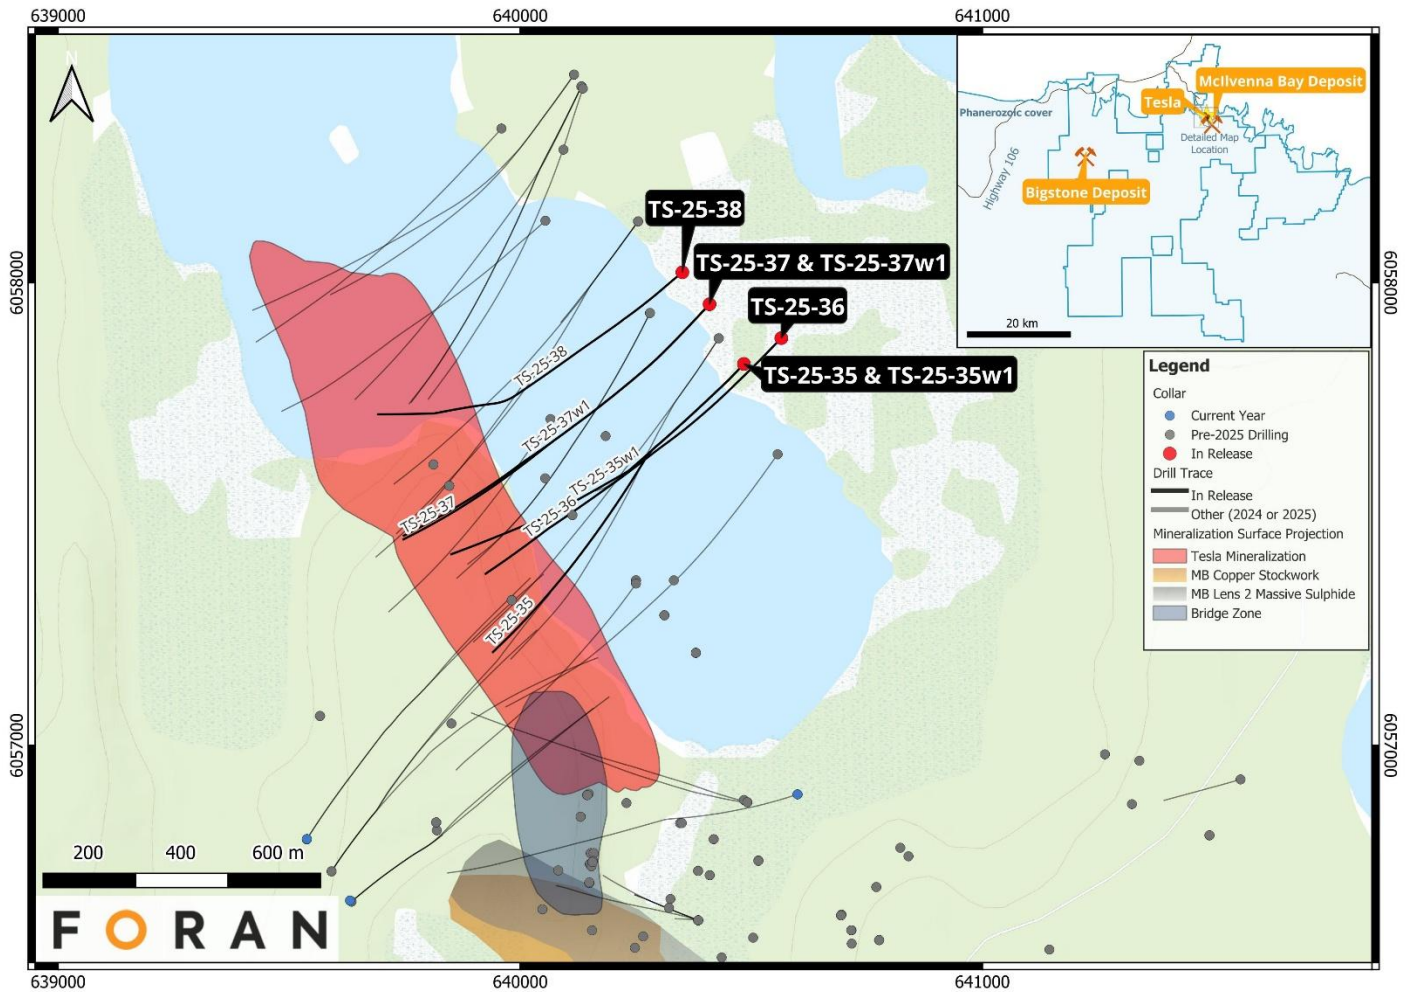 639000
640000
641000
N
McIlvenna Bay Deposit
Tesla
Phanerozoic cover
Detailed Map
Location
Highway 106
Bigstone Deposit
20 km
TS-25-38
TS-25-37 & TS-25-37w1
TS-25-36
TS-25-35 & TS-25-35w1
6058000
6058000
TS-25-38
TS-25-37w1
TS-25-35w1
TS-25-37
TS-25-36
TS-25-35
Legend
Collar
Current Year
Pre-2025 Drilling
In Release
Drill Trace
In Release
Other (2024 or 2025)
Mineralization Surface Projection
Tesla Mineralization
MB Copper Stockwork
MB Lens 2 Massive Sulphide
Bridge Zone
6057000
6057000
200 400 600 m
FORAN
639000
640000
641000